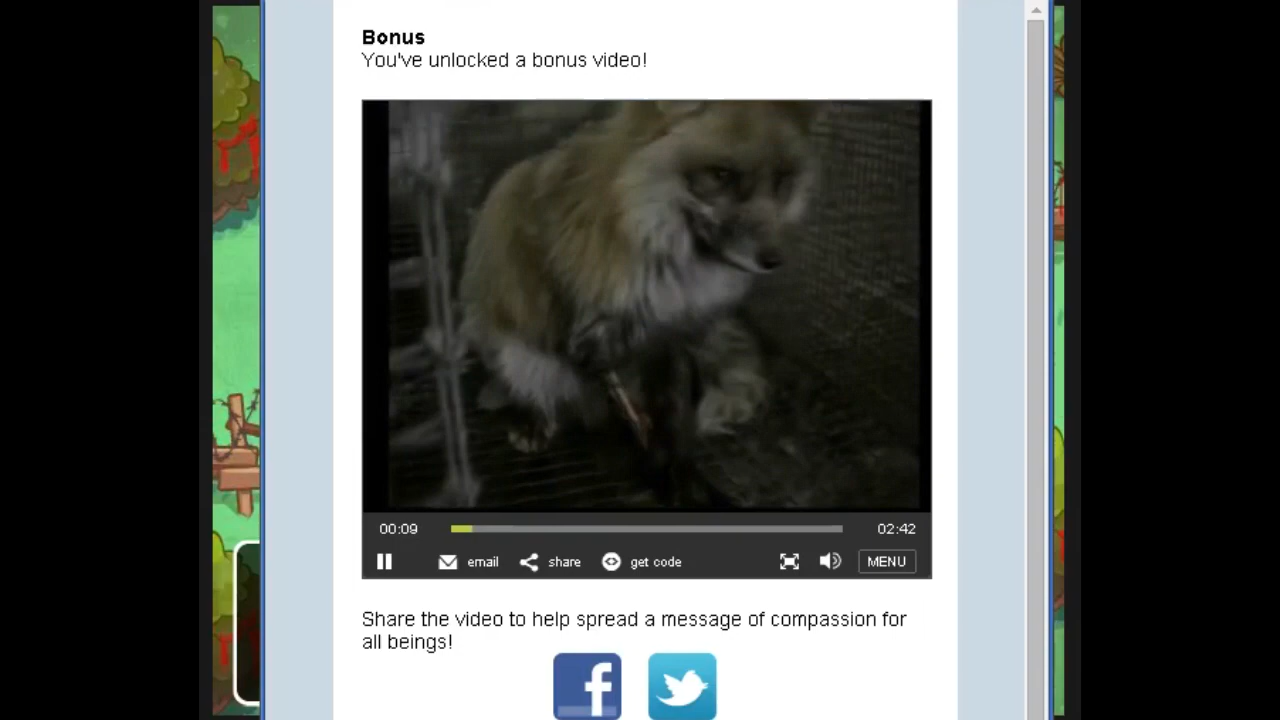 Bonus
You've unlocked a bonus video!
00:09
02:42
email
share
get code
MENU
Share the video to help spread a message of compassion for
all beings!